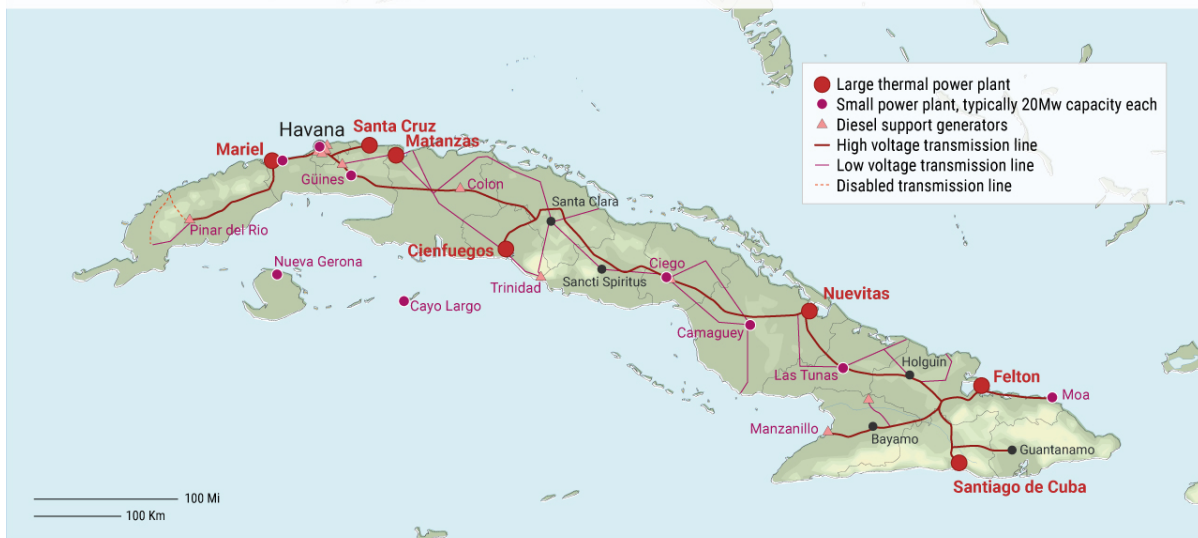 Large thermal power plant
Small power plant, typically 20Mw capacity each
Diesel support generators
High voltage transmission line
Low voltage transmission line
Disabled transmission line
Havana
Santa Cruz
Mariel
Matanzas
Güines
Colon
Pinar del Rio
Santa Clara
Cienfuegos
Nueva Gerona
Trinidad
Sancti Spiritus
Ciego
Cayo Largo
Nuevitas
Camaguey
Las Tunas
Holguin
Felton
Moa
Manzanillo
Bayamo
Guantanamo
Santiago de Cuba
100 Mi
100 Km